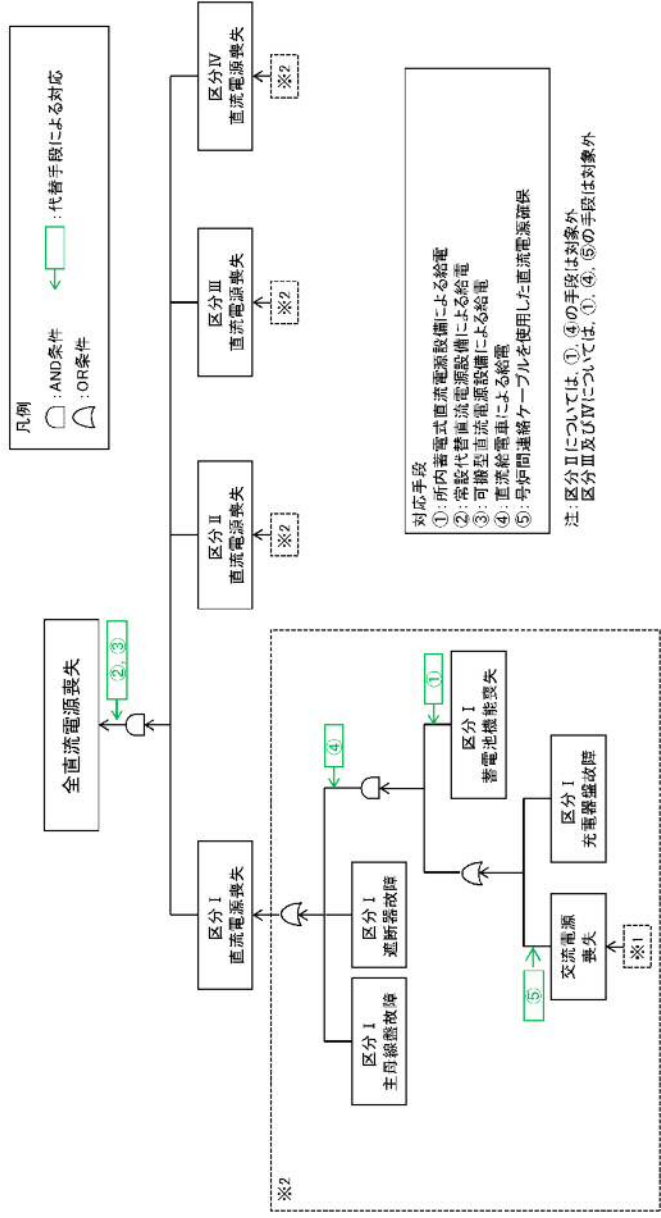 全直流電源喪失
②, ③
区分Ⅰ
直流電源喪失
区分Ⅱ
直流電源喪失
※2
区分Ⅲ
直流電源喪失
※2
区分Ⅳ
直流電源喪失
※2
※2
区分Ⅰ
主母線盤故障
区分Ⅰ
遮断器故障
④
①
区分Ⅰ
蓄電池機能喪失
⑤
交流電源
喪失
※1
区分Ⅰ
充電器盤故障
凡例
:AND条件
:OR条件
:代替手段による対応
対応手段
①:所内蓄電式直流電源設備による給電
②:常設代替直流電源設備による給電
③:可搬型直流電源設備による給電
④:直流給電車による給電
⑤:号炉間連絡ケーブルを使用した直流電源確保
注:区分Ⅱについては、①, ④の手段は対象外
区分Ⅲ及びⅣについては、①, ④, ⑤の手段は対象外